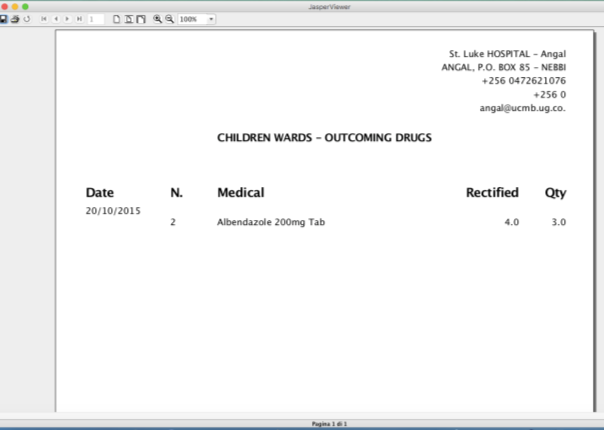 JasperViewer
1
100%
St. Luke HOSPITAL - Angal
ANGAL, P.O. BOX 85 - NEBBI
+256 0472621076
+256 0
angal@ucmb.ug.co.
CHILDREN WARDS - OUTCOMING DRUGS
Date N. Medical Rectified Qty
20/10/2015
2 Albendazole 200mg Tab 4.0 3.0
Pagina 1 di 1